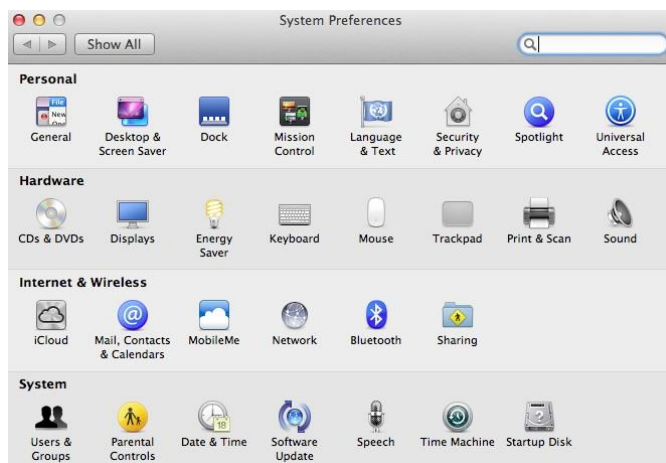 System Preferences
Show All
Personal
General
Desktop &
Screen Saver
Dock
Mission
Control
Language
& Text
Security
& Privacy
Spotlight
Universal
Access
Hardware
CDs & DVDs
Displays
Energy
Saver
Keyboard
Mouse
Trackpad
Print & Scan
Sound
Internet & Wireless
iCloud
Mail, Contacts
& Calendars
MobileMe
Network
Bluetooth
Sharing
System
Users &
Groups
Parental
Controls
Date & Time
Software
Update
Speech
Time Machine
Startup Disk